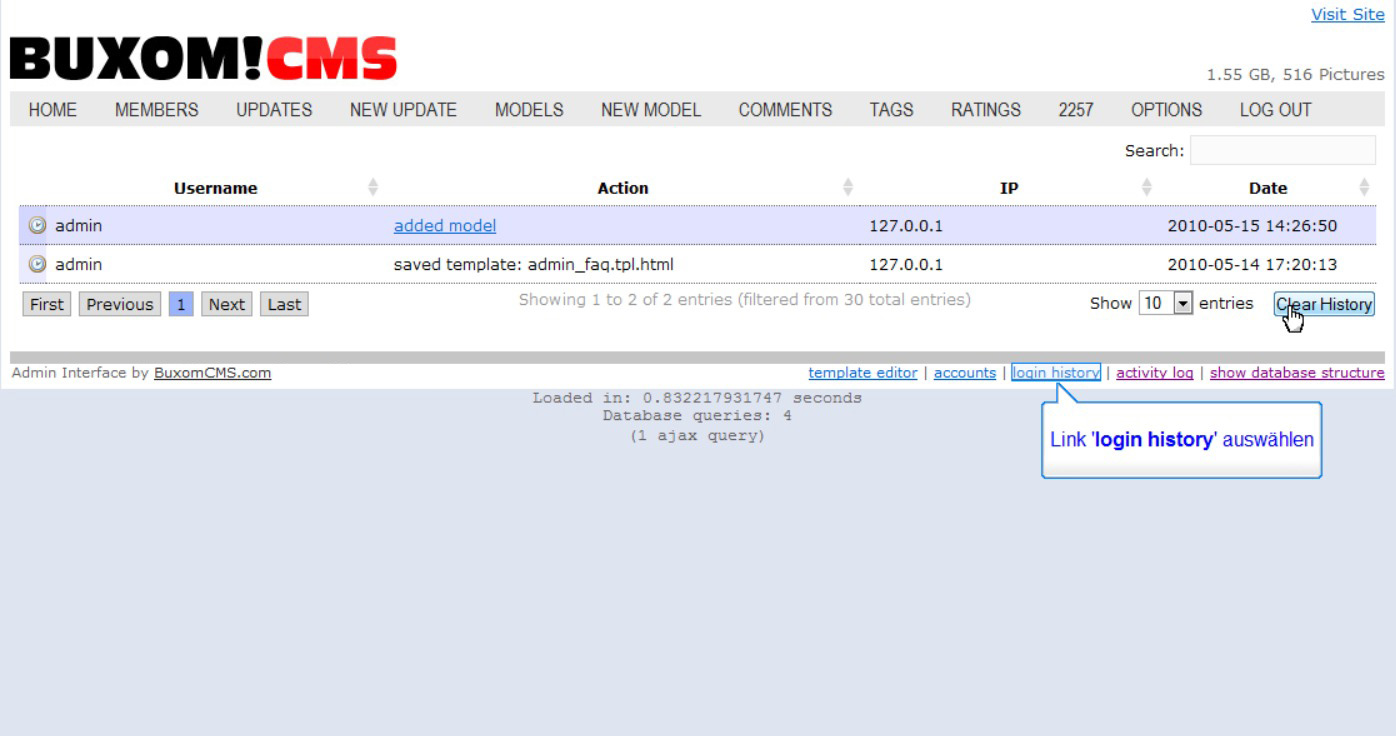 Visit Site
BUXOM!CMS
1.55 GB, 516 Pictures
HOME MEMBERS UPDATES NEW UPDATE MODELS NEW MODEL COMMENTS TAGS RATINGS 2257 OPTIONS LOG OUT
Search:
Username Action IP Date
admin added model 127.0.0.1 2010-05-15 14:26:50
admin saved template: admin_faq.tpl.html 127.0.0.1 2010-05-14 17:20:13
First Previous 1 Next Last Showing 1 to 2 of 2 entries (filtered from 30 total entries) Show 10 entries Clear History
Admin Interface by BuxomCMS.com template editor | accounts | login history | activity log | show database structure
Loaded in: 0.832217931747 seconds
Database queries: 4
(1 ajax query)
Link 'login history' auswählen